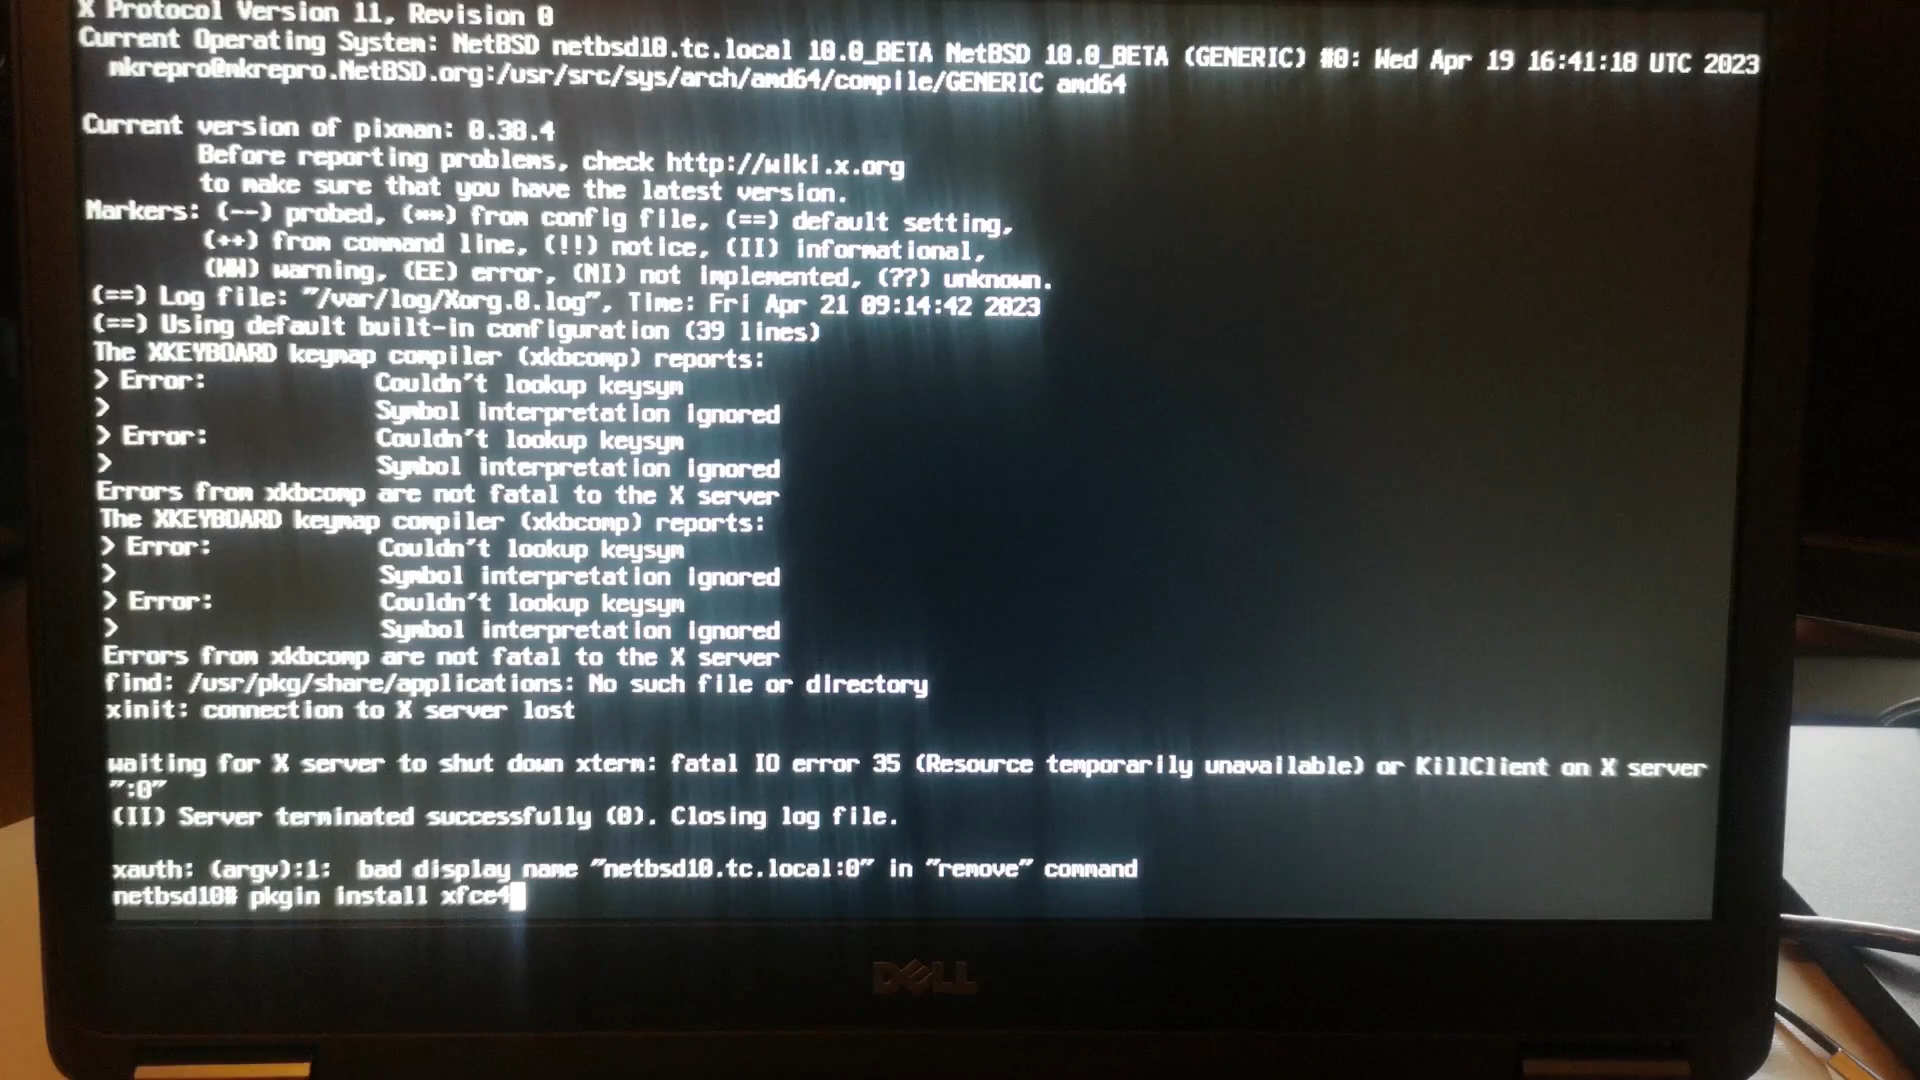 X Protocol Version 11, Revision 0
Current Operating System: NetBSD netbsd10.tc.local 10.0_BETA NetBSD 10.0_BETA (GENERIC) #0: Wed Apr 19 16:41:18 UTC 2023
mkrepro@mkrepro.NetBSD.org:/usr/src/sys/arch/amd64/compile/GENERIC amd64
Current version of pixman: 0.38.4
Before reporting problems, check http://wiki.x.org
to make sure that you have the latest version.
Markers: (--) probed, (**) from config file, (==) default setting,
(++) from command line, (!!) notice, (II) informational,
(WW) warning, (EE) error, (NI) not implemented, (??) unknown.
(==) Log file: "/var/log/Xorg.0.log", Time: Fri Apr 21 09:14:42 2023
(==) Using default built-in configuration (39 lines)
The XKEYBOARD keymap compiler (xkbcomp) reports:
> Error:          Couldn't lookup keysym
>                 Symbol interpretation ignored
> Error:          Couldn't lookup keysym
>                 Symbol interpretation ignored
Errors from xkbcomp are not fatal to the X server
The XKEYBOARD keymap compiler (xkbcomp) reports:
> Error:          Couldn't lookup keysym
>                 Symbol interpretation ignored
> Error:          Couldn't lookup keysym
>                 Symbol interpretation ignored
Errors from xkbcomp are not fatal to the X server
find: /usr/pkg/share/applications: No such file or directory
xinit: connection to X server lost
waiting for X server to shut down xterm: fatal IO error 35 (Resource temporarily unavailable) or KillClient on X server
":0"
(II) Server terminated successfully (0). Closing log file.
xauth: (argv):1:  bad display name "netbsd10.tc.local:0" in "remove" command
netbsd10# pkgin install xfce4
DELL